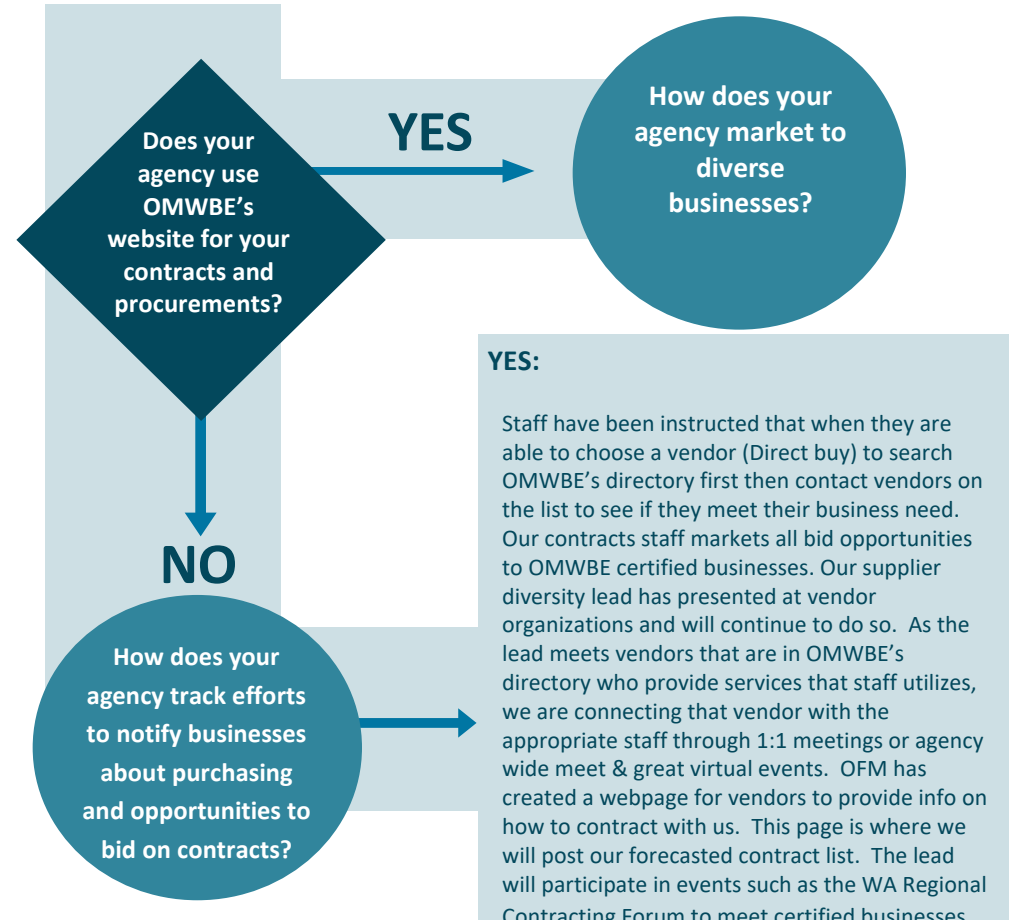 Does your
agency use
OMWBE’s
website for your
contracts and
procurements?
YES
How does your
agency market to
diverse
businesses?
NO
How does your
agency track efforts
to notify businesses
about purchasing
and opportunities to
bid on contracts?
YES:
Staff have been instructed that when they are
able to choose a vendor (Direct buy) to search
OMWBE’s directory first then contact vendors on
the list to see if they meet their business need.
Our contracts staff markets all bid opportunities
to OMWBE certified businesses. Our supplier
diversity lead has presented at vendor
organizations and will continue to do so.  As the
lead meets vendors that are in OMWBE’s
directory who provide services that staff utilizes,
we are connecting that vendor with the
appropriate staff through 1:1 meetings or agency
wide meet & great virtual events.  OFM has
created a webpage for vendors to provide info on
how to contract with us.  This page is where we
will post our forecasted contract list.  The lead
will participate in events such as the WA Regional
Contracting Forum to meet certified businesses